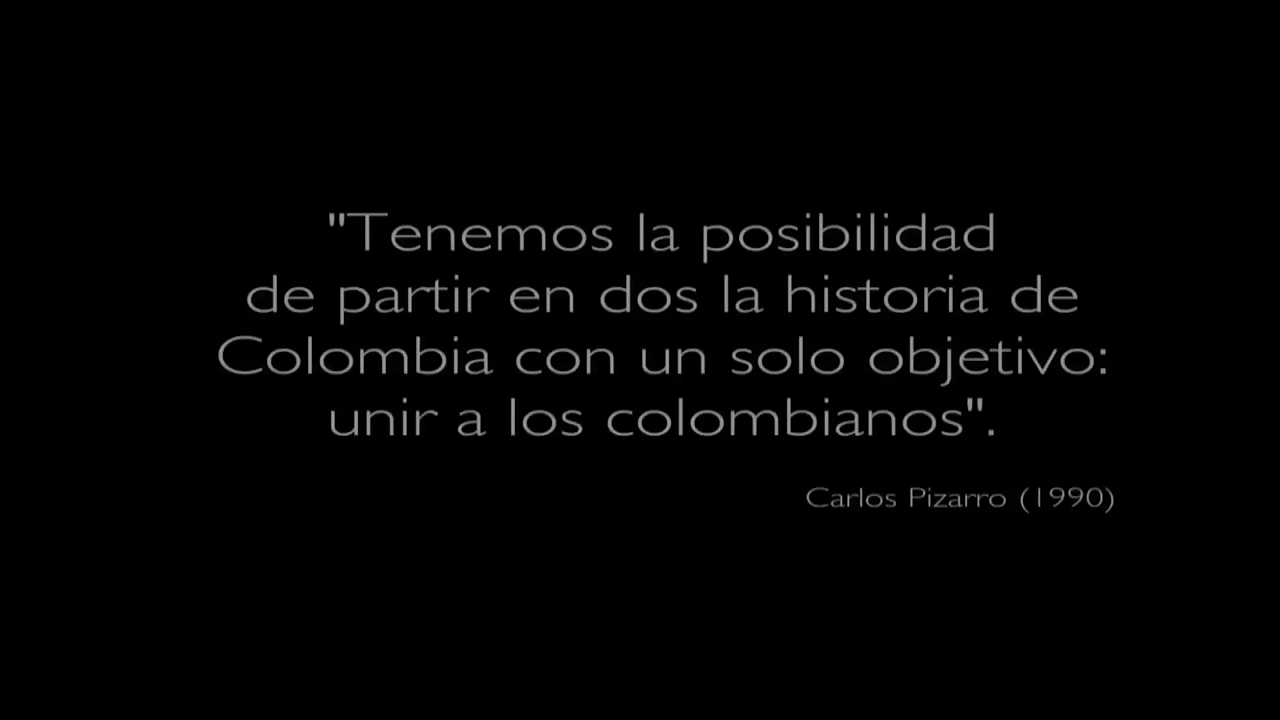 "Tenemos la posibilidad
de partir en dos la historia de
Colombia con un solo objetivo:
unir a los colombianos".
Carlos Pizarro (1990)